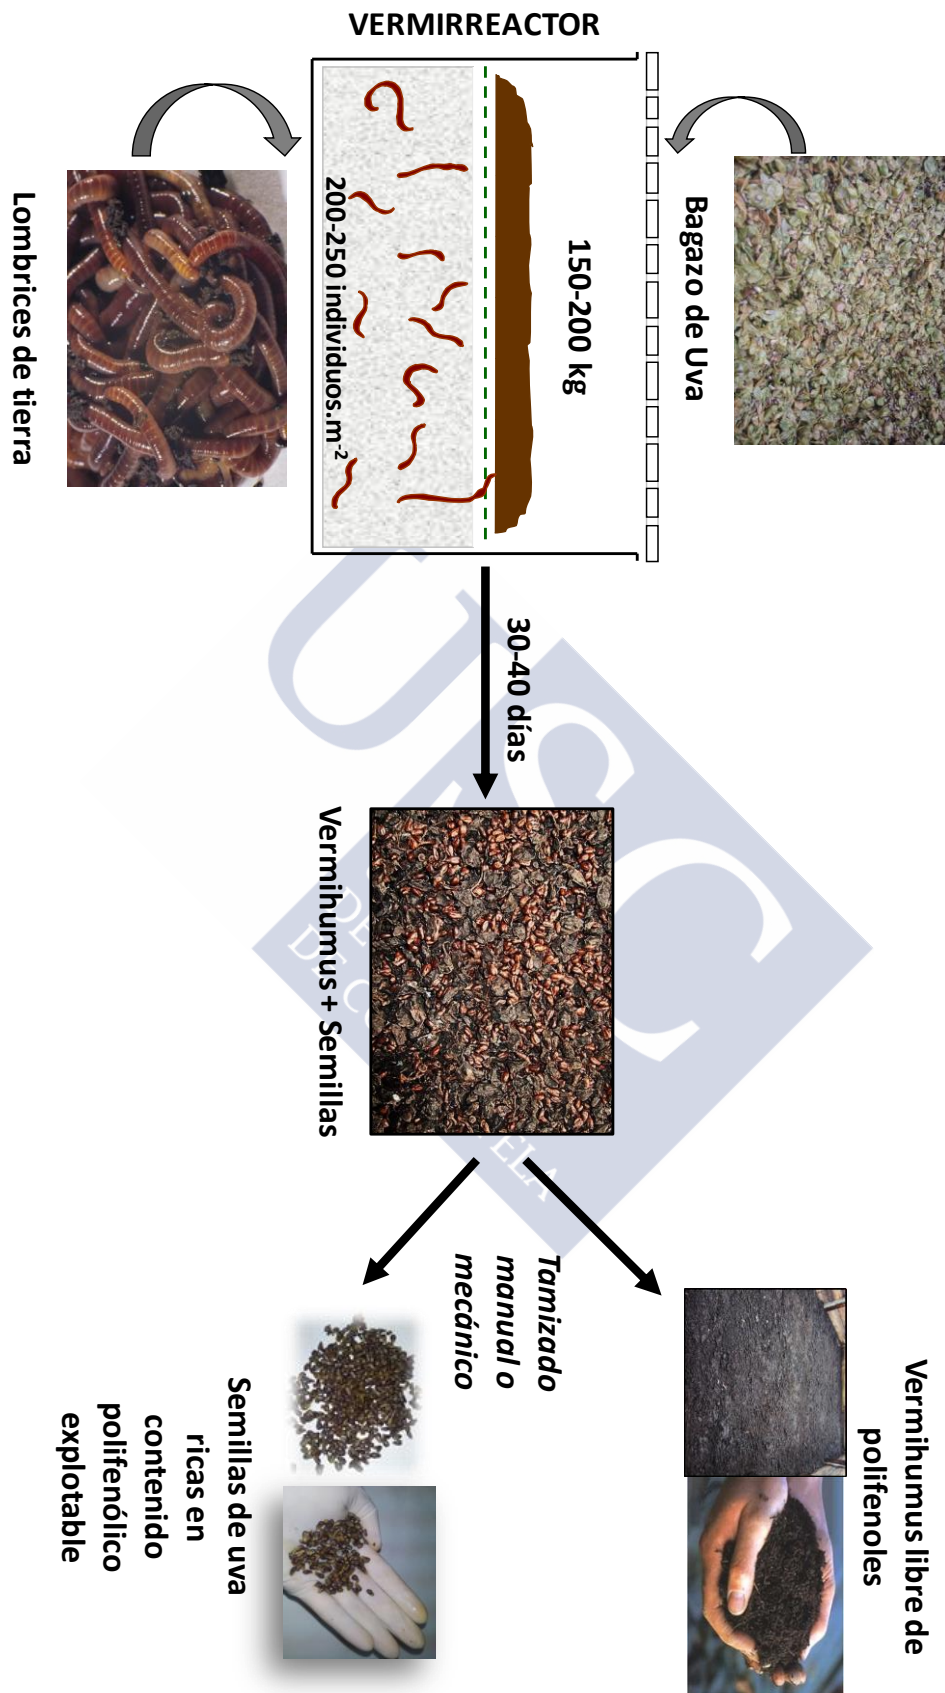 VERMIRREACTOR
Bagazo de Uva
150-200 kg
200-250 individuos.m-2
Lombrices de tierra
30-40 días
Vermihumus + Semillas
Tamizado
manual o
mecánico
Vermihumus libre de
polifenoles
Semillas de uva
ricas en
contenido
polifenólico
explotable
USC